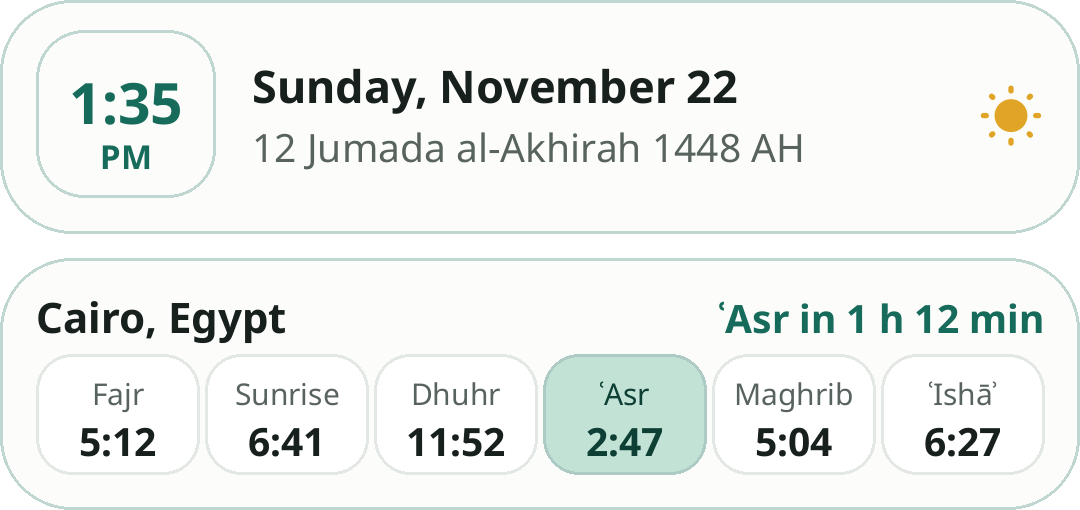 1:35
PM
Sunday, November 22
12 Jumada al-Akhirah 1448 AH
Cairo, Egypt
ʿAsr in 1 h 12 min
Fajr
5:12
Sunrise
6:41
Dhuhr
11:52
ʿAsr
2:47
Maghrib
5:04
ʿIshāʾ
6:27